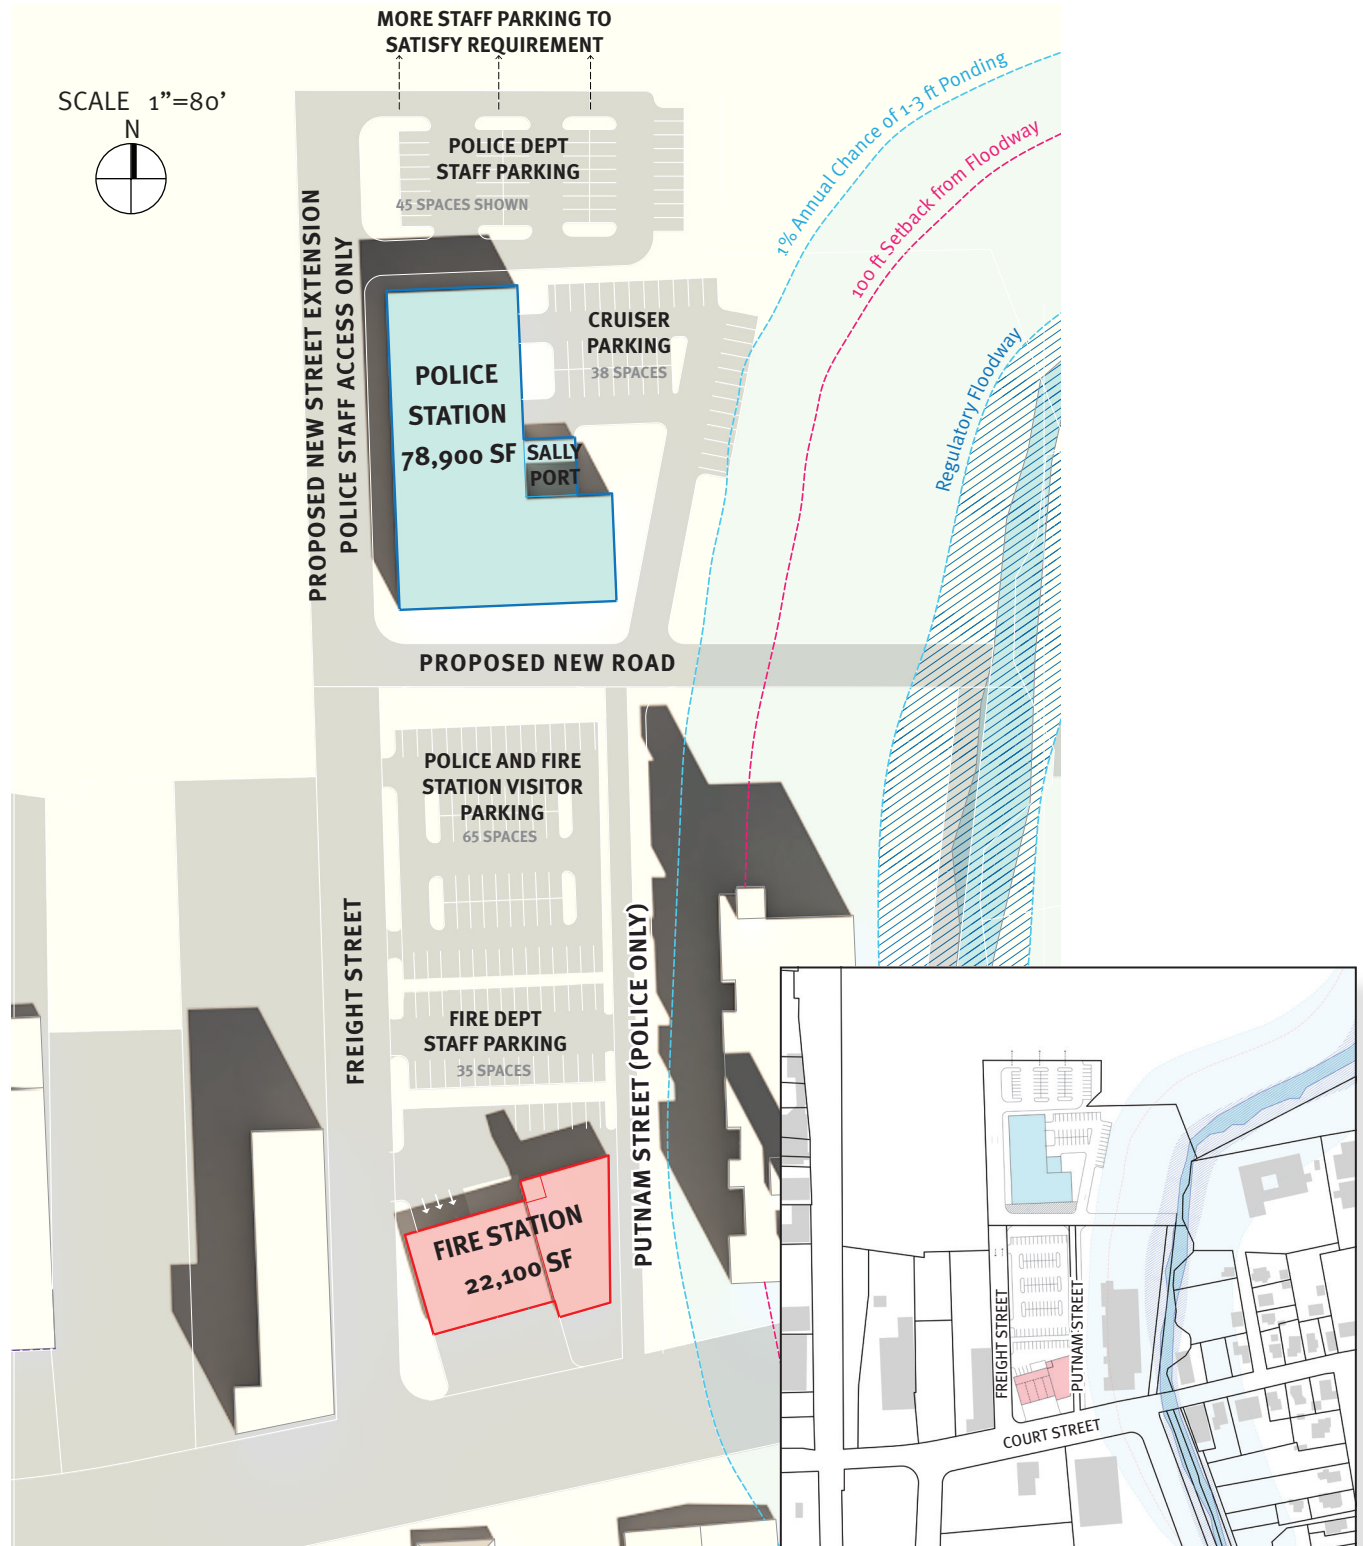 MORE STAFF PARKING TO
SATISFY REQUIREMENT
SCALE 1”=80’
N
POLICE DEPT
STAFF PARKING
45 SPACES SHOWN
1% Annual Chance of 1-3 ft Ponding
100 ft Setback from Floodway
Regulatory Floodway
PROPOSED NEW STREET EXTENSION
POLICE STAFF ACCESS ONLY
CRUISER
PARKING
38 SPACES
POLICE
STATION
78,900 SF
SALLY
PORT
PROPOSED NEW ROAD
POLICE AND FIRE
STATION VISITOR
PARKING
65 SPACES
FREIGHT STREET
PUTNAM STREET (POLICE ONLY)
FIRE DEPT
STAFF PARKING
35 SPACES
FIRE STATION
22,100 SF
FREIGHT STREET
PUTNAM STREET
COURT STREET